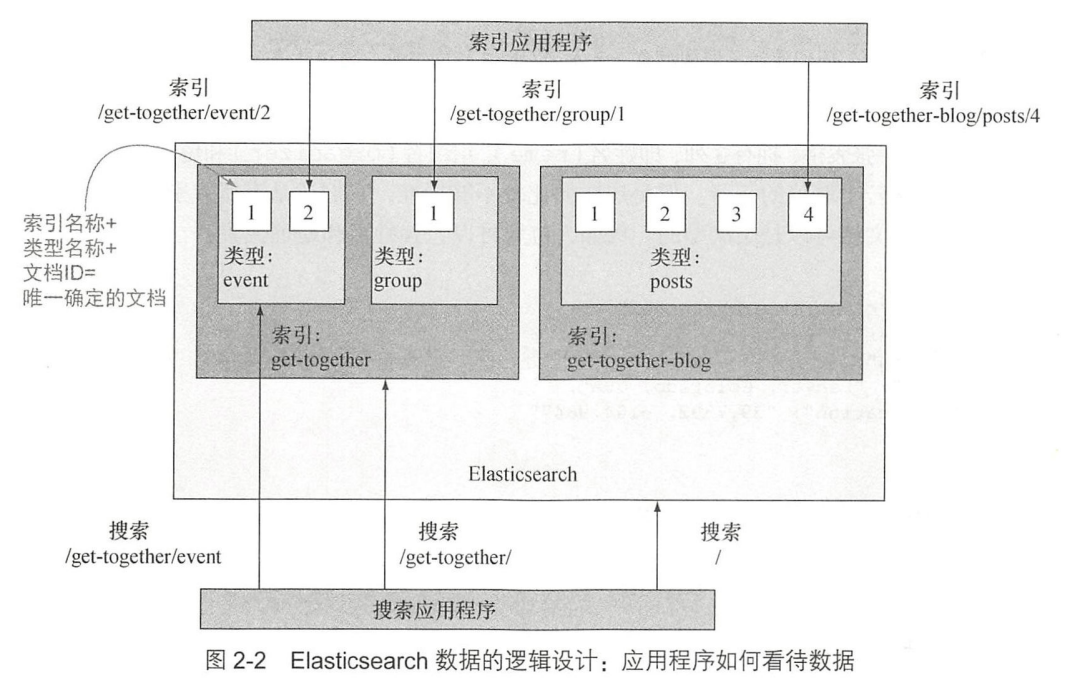 索引应用程序
索引
/get-together/event/2
索引
/get-together/group/1
索引
/get-together-blog/posts/4
索引名称+
类型名称+
文档ID=
唯一确定的文档
1
2
类型:
event
1
类型:
group
索引:
get-together
1
2
3
4
类型:
posts
索引:
get-together-blog
Elasticsearch
搜索
/get-together/event
搜索
/get-together/
搜索
/
搜索应用程序
图 2-2 Elasticsearch 数据的逻辑设计：应用程序如何看待数据